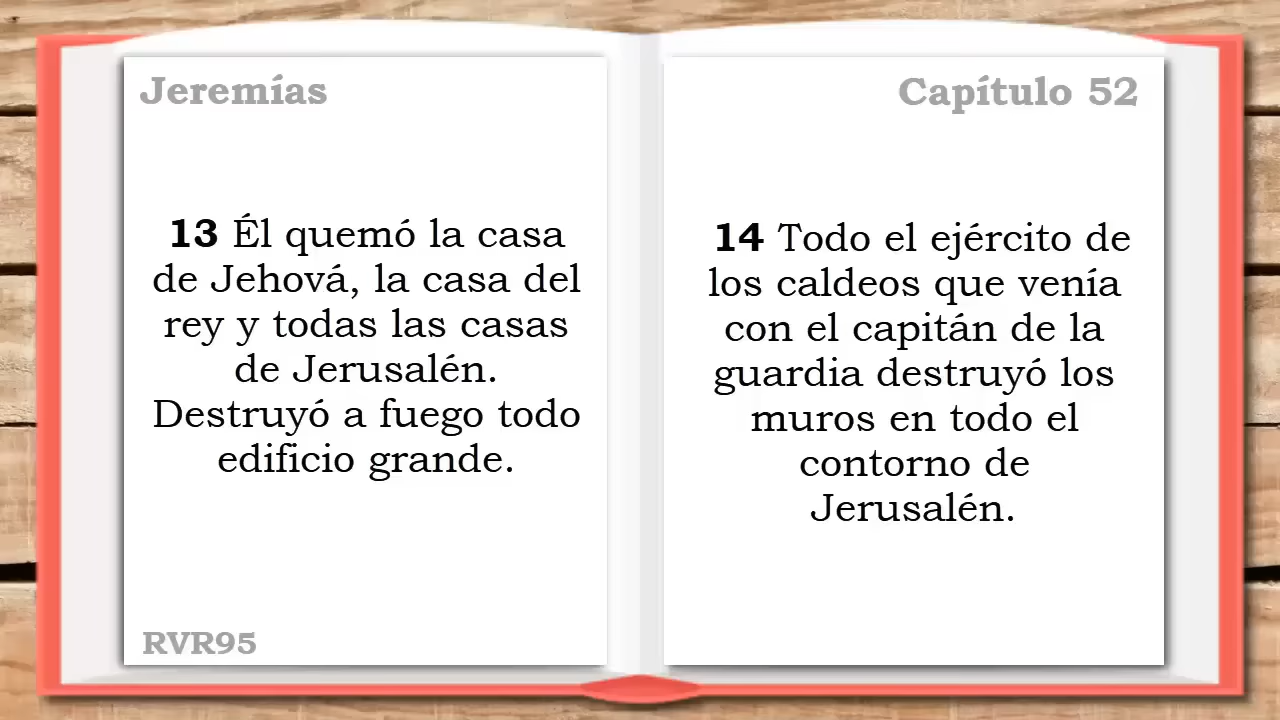 Jeremías
13 Él quemó la casa
de Jehová, la casa del
rey y todas las casas
de Jerusalén.
Destruyó a fuego todo
edificio grande.
RVR95
Capítulo 52
14 Todo el ejército de
los caldeos que venía
con el capitán de la
guardia destruyó los
muros en todo el
contorno de
Jerusalén.